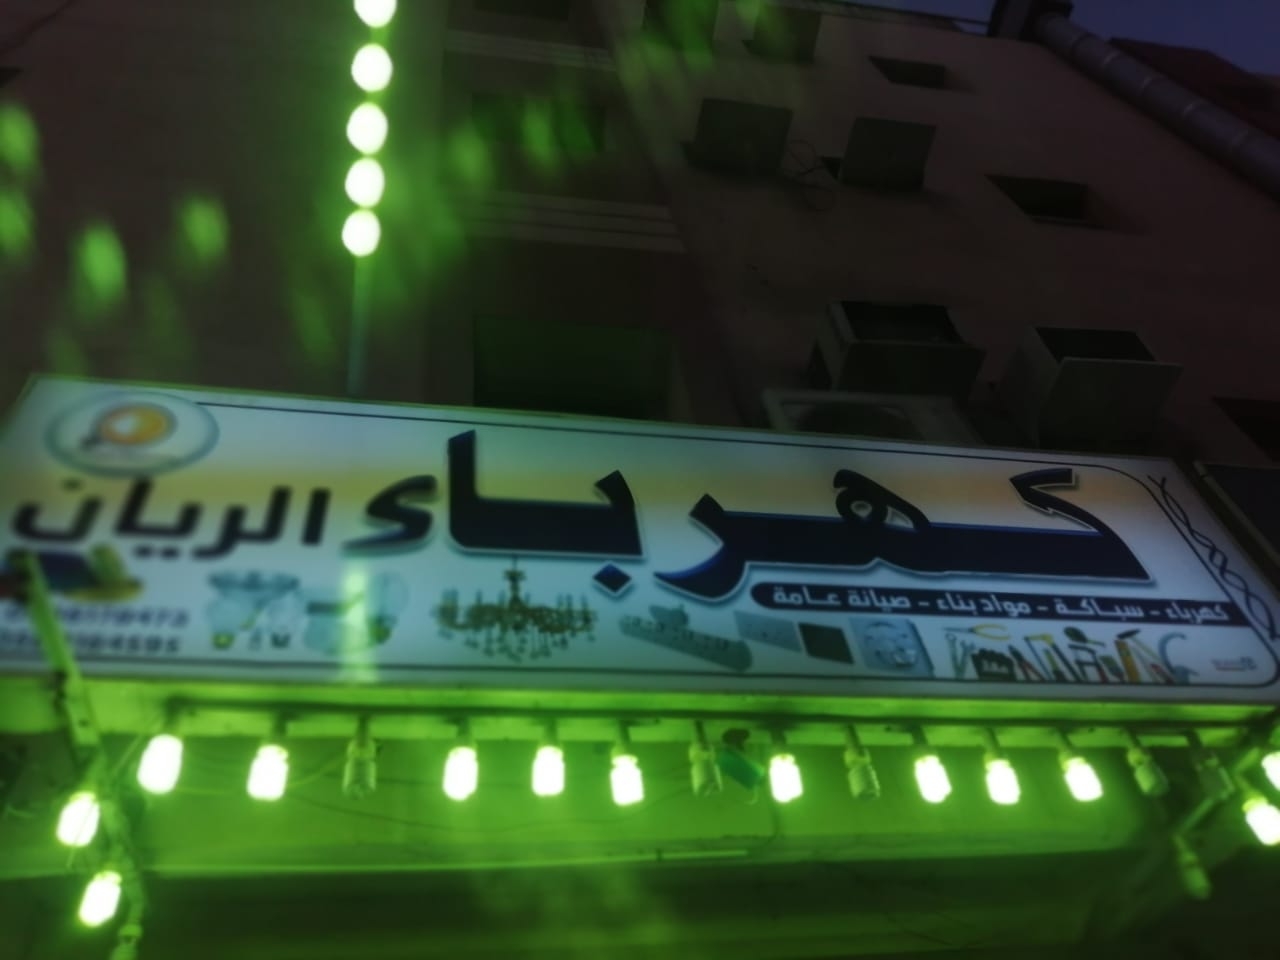 كهرباء الريان
كهرباء - سباكة - مواد بناء - صيانة عامة